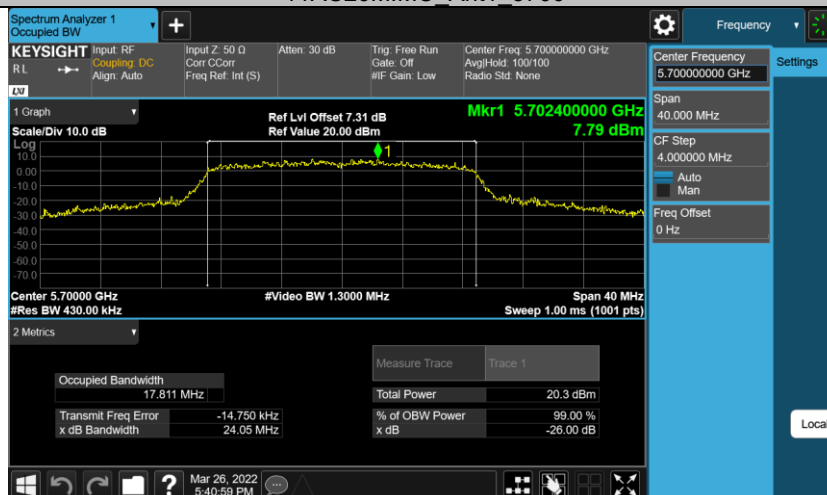 Spectrum Analyzer 1
Occupied BW
Frequency
KEYSIGHT
RL
LXI
Input: RF
Coupling: DC
Align: Auto
Input Z: 50 Ω
Corr CCorr
Freq Ref: Int (S)
Atten: 30 dB
Trig: Free Run
Gate: Off
#IF Gain: Low
Center Freq: 5.700000000 GHz
Avg|Hold: 100/100
Radio Std: None
1 Graph
Scale/Div 10.0 dB
Ref Lvl Offset 7.31 dB
Ref Value 20.00 dBm
Mkr1 5.702400000 GHz
7.79 dBm
Log
10.0
0.00
-10.0
-20.0
-30.0
-40.0
-50.0
-60.0
-70.0
1
Center 5.70000 GHz
#Res BW 430.00 kHz
#Video BW 1.3000 MHz
Span 40 MHz
Sweep 1.00 ms (1001 pts)
2 Metrics
Measure Trace Trace 1
Occupied Bandwidth
17.811 MHz
Total Power 20.3 dBm
Transmit Freq Error -14.750 kHz
% of OBW Power 99.00 %
x dB Bandwidth 24.05 MHz
x dB -26.00 dB
Center Frequency
5.700000000 GHz
Settings
Span
40.000 MHz
CF Step
4.000000 MHz
Auto
Man
Freq Offset
0 Hz
Local
Mar 26, 2022
5:40:59 PM